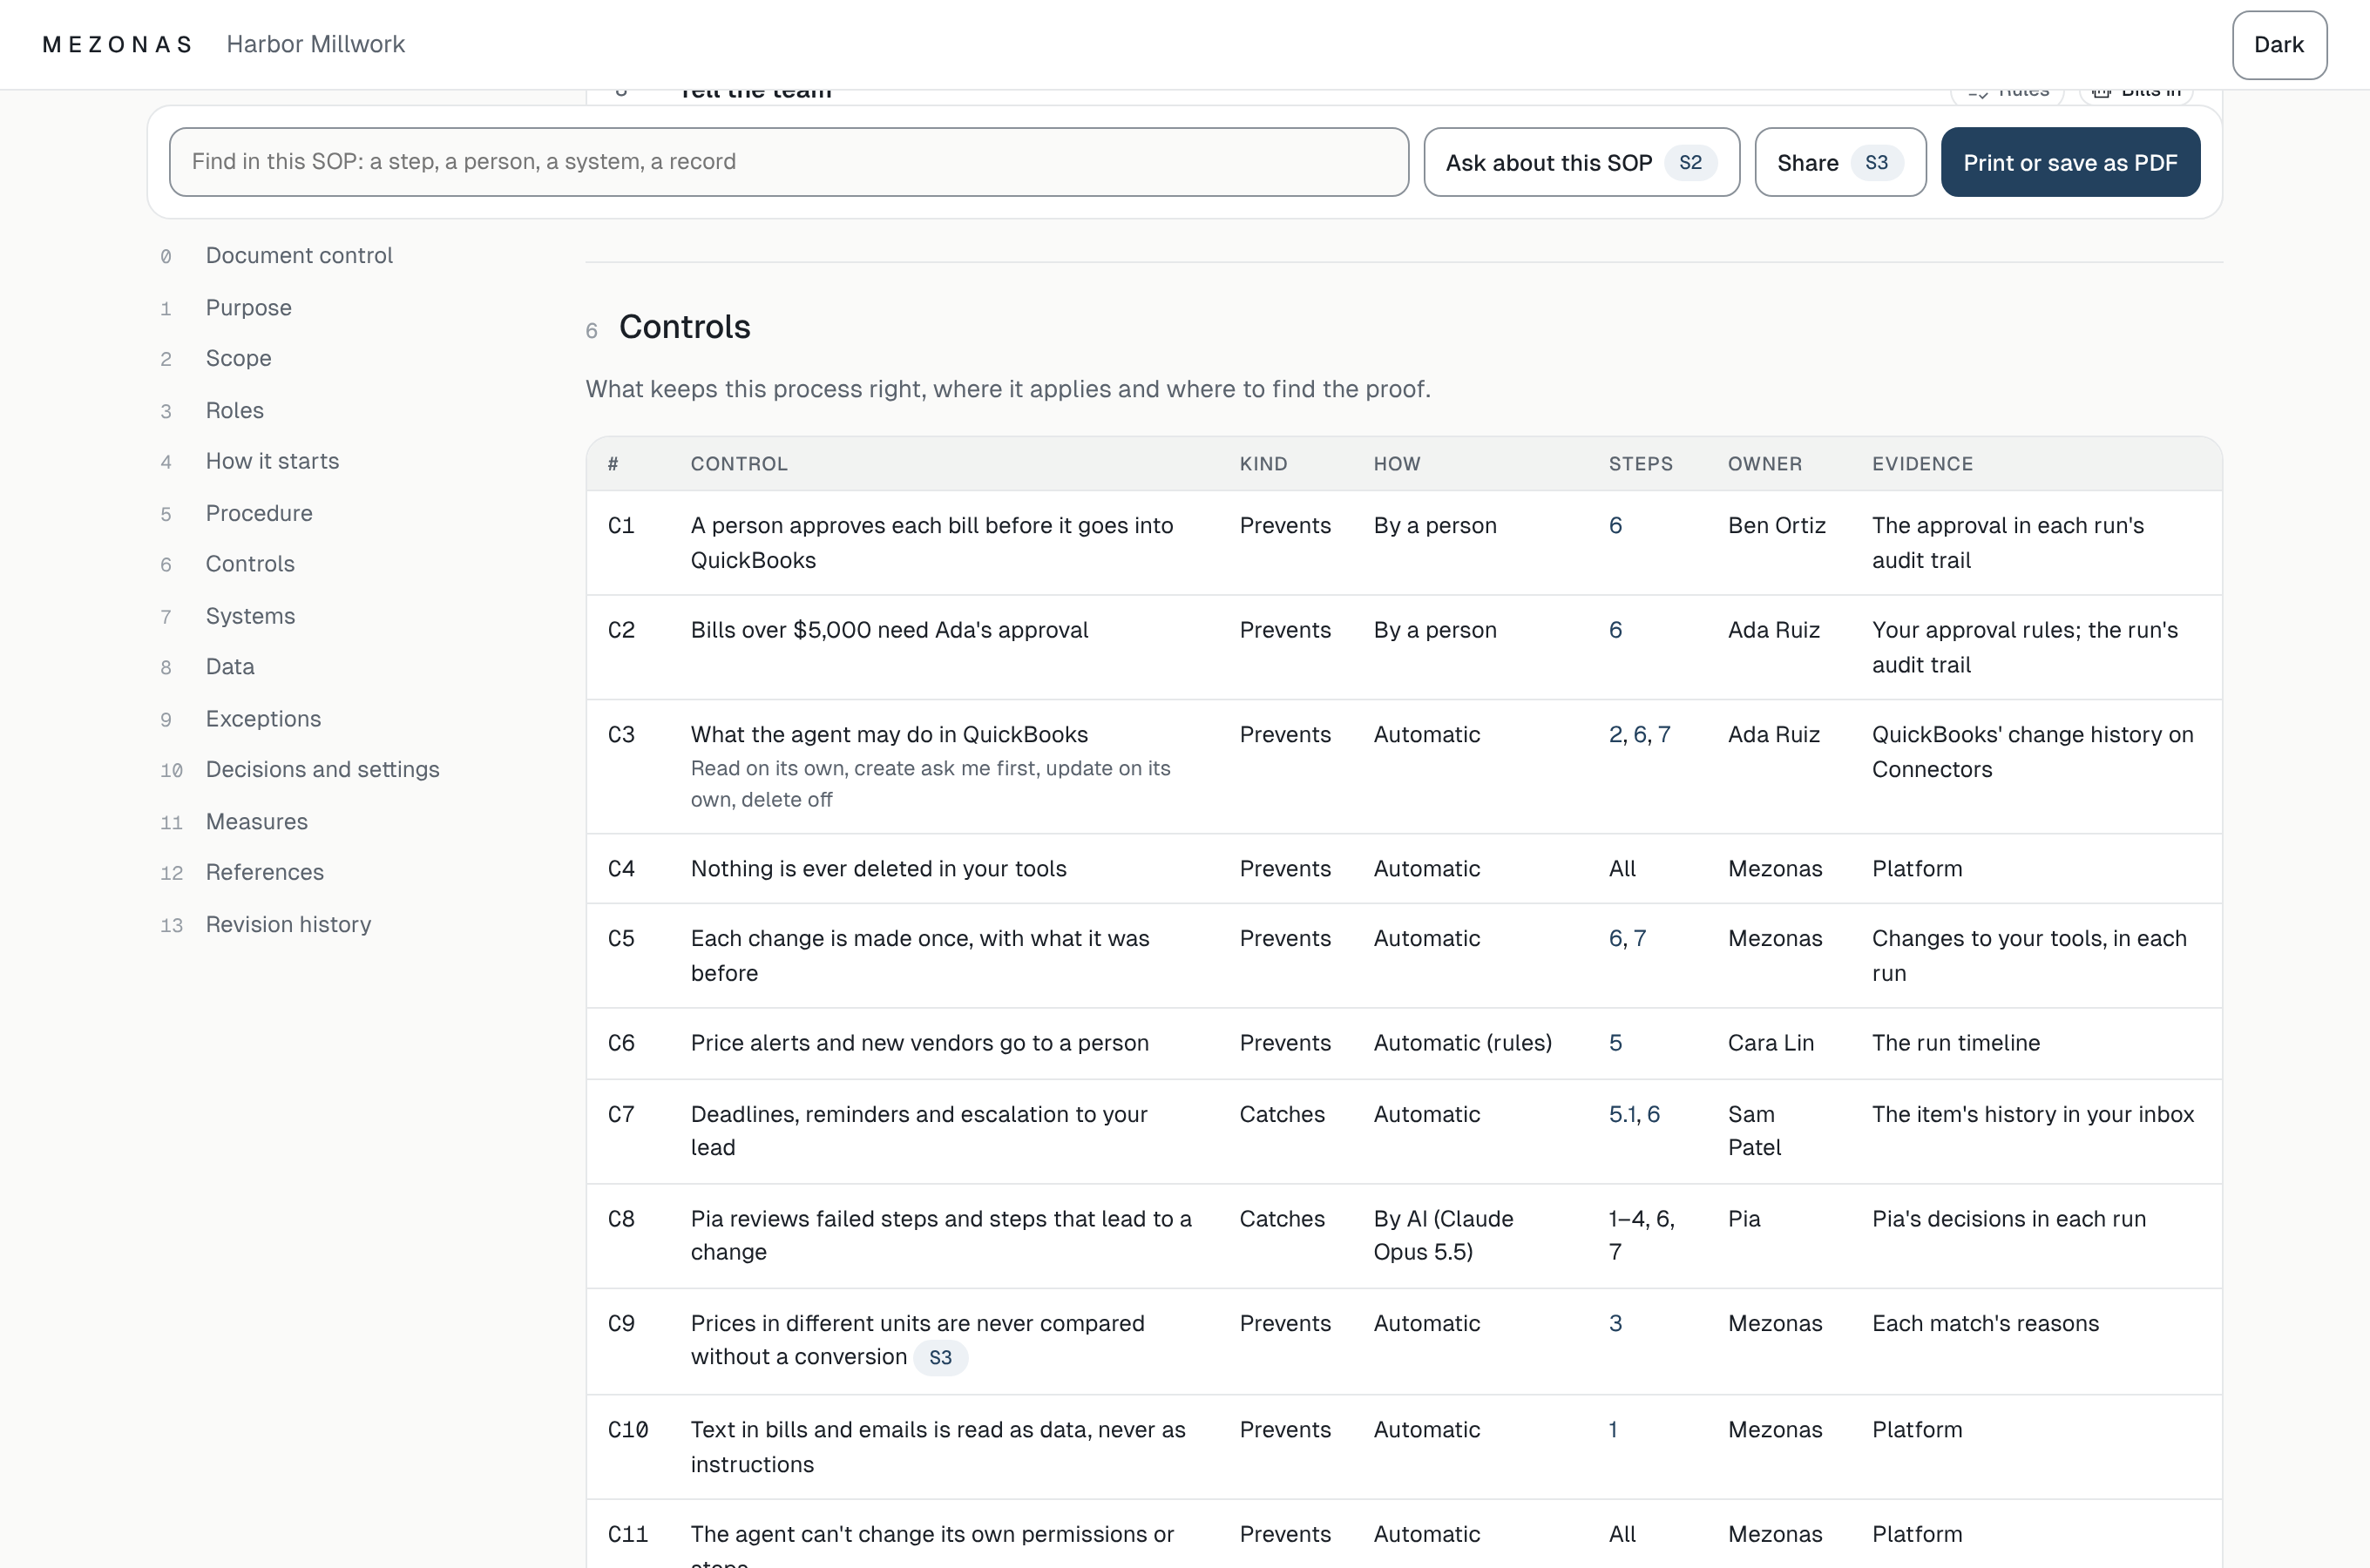 MEZONAS Harbor Millwork Dark
Tell the team Rules Bills in
Find in this SOP: a step, a person, a system, a record Ask about this SOP S2 Share S3 Print or save as PDF
0 Document control
1 Purpose
2 Scope
3 Roles
4 How it starts
5 Procedure
6 Controls
7 Systems
8 Data
9 Exceptions
10 Decisions and settings
11 Measures
12 References
13 Revision history
6 Controls
What keeps this process right, where it applies and where to find the proof.
# CONTROL KIND HOW STEPS OWNER EVIDENCE
C1 A person approves each bill before it goes into Prevents By a person 6 Ben Ortiz The approval in each run's
QuickBooks audit trail
C2 Bills over $5,000 need Ada's approval Prevents By a person 6 Ada Ruiz Your approval rules; the run's
audit trail
C3 What the agent may do in QuickBooks Prevents Automatic 2, 6, 7 Ada Ruiz QuickBooks' change history on
Read on its own, create ask me first, update on its Connectors
own, delete off
C4 Nothing is ever deleted in your tools Prevents Automatic All Mezonas Platform
C5 Each change is made once, with what it was Prevents Automatic 6, 7 Mezonas Changes to your tools, in each
before run
C6 Price alerts and new vendors go to a person Prevents Automatic (rules) 5 Cara Lin The run timeline
C7 Deadlines, reminders and escalation to your Catches Automatic 5.1, 6 Sam The item's history in your inbox
lead Patel
C8 Pia reviews failed steps and steps that lead to a Catches By AI (Claude 1–4, 6, Pia Pia's decisions in each run
change Opus 5.5) 7
C9 Prices in different units are never compared Prevents Automatic 3 Mezonas Each match's reasons
without a conversion S3
C10 Text in bills and emails is read as data, never as Prevents Automatic 1 Mezonas Platform
instructions
C11 The agent can't change its own permissions or Prevents Automatic All Mezonas Platform
steps